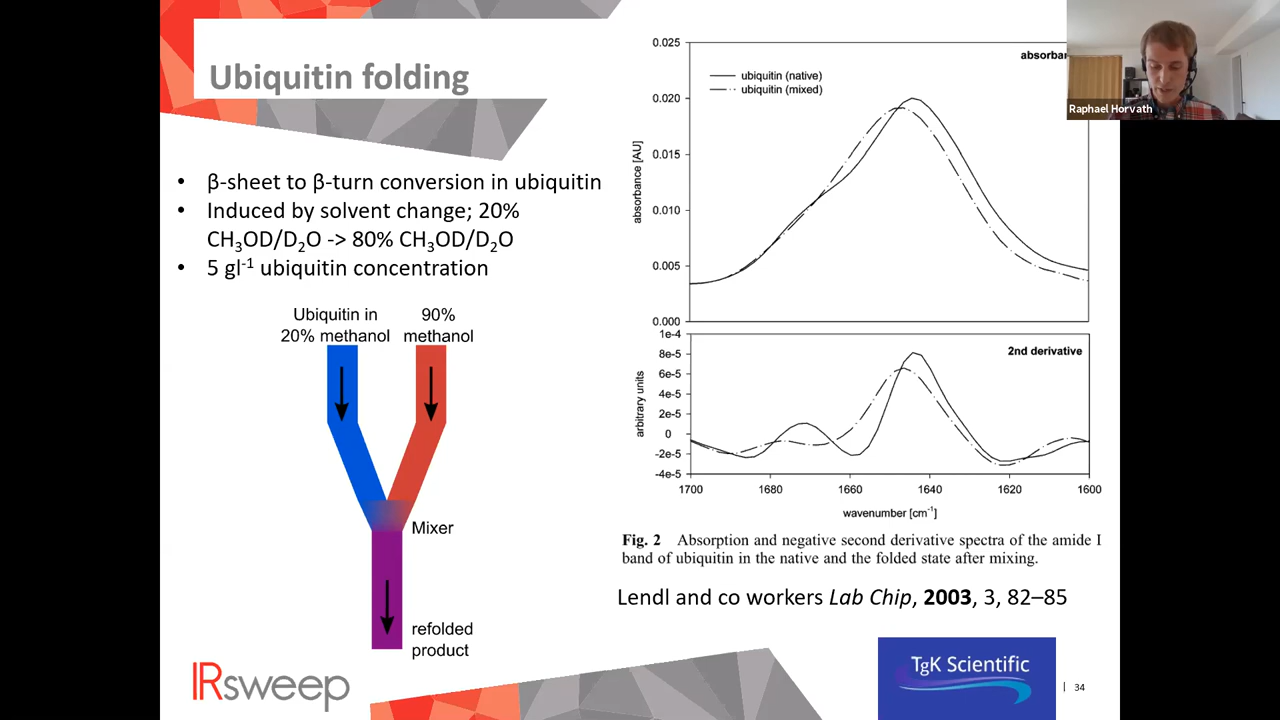 Ubiquitin folding
• β-sheet to β-turn conversion in ubiquitin
• Induced by solvent change; 20%
CH₃OD/D₂O -> 80% CH₃OD/D₂O
• 5 gl⁻¹ ubiquitin concentration
Ubiquitin in
20% methanol
90%
methanol
Mixer
refolded
product
absorban
Raphael Horvath
ubiquitin (native)
ubiquitin (mixed)
absorbance [AU]
0.025
0.020
0.015
0.010
0.005
0.000
2nd derivative
arbitrary units
1e-4
8e-5
6e-5
4e-5
2e-5
0
-2e-5
-4e-5
1700 1680 1660 1640 1620 1600
wavenumber [cm⁻¹]
Fig. 2 Absorption and negative second derivative spectra of the amide I
band of ubiquitin in the native and the folded state after mixing.
Lendl and co workers Lab Chip, 2003, 3, 82–85
IRsweep
TgK Scientific
| 34